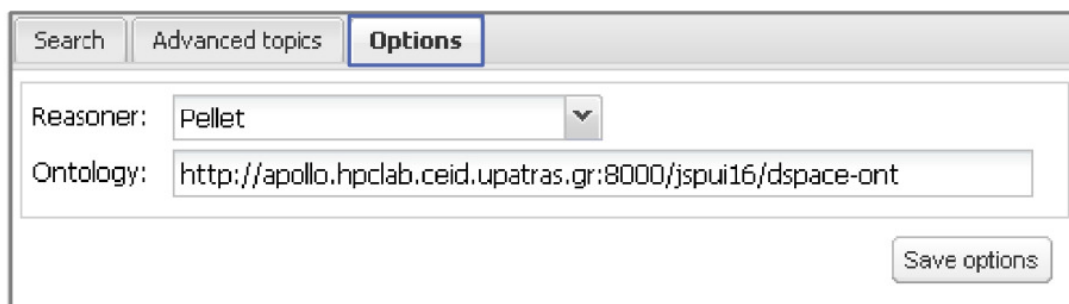 Search Advanced topics Options
Reasoner: Pellet
Ontology: http://apollo.hpclab.ceid.upatras.gr:8000/jspui16/dspace-ont
Save options